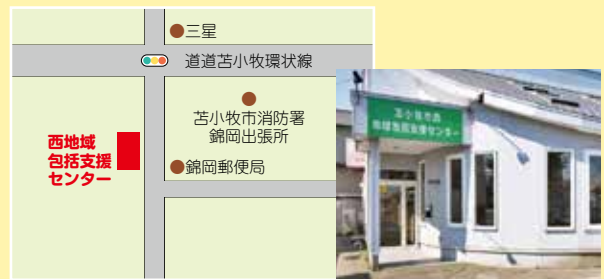 ●三星
道道苫小牧環状線
●
苫小牧市消防署
錦岡出張所
西地域
包括支援
センター
●錦岡郵便局
苫小牧市西
地域包括支援センター